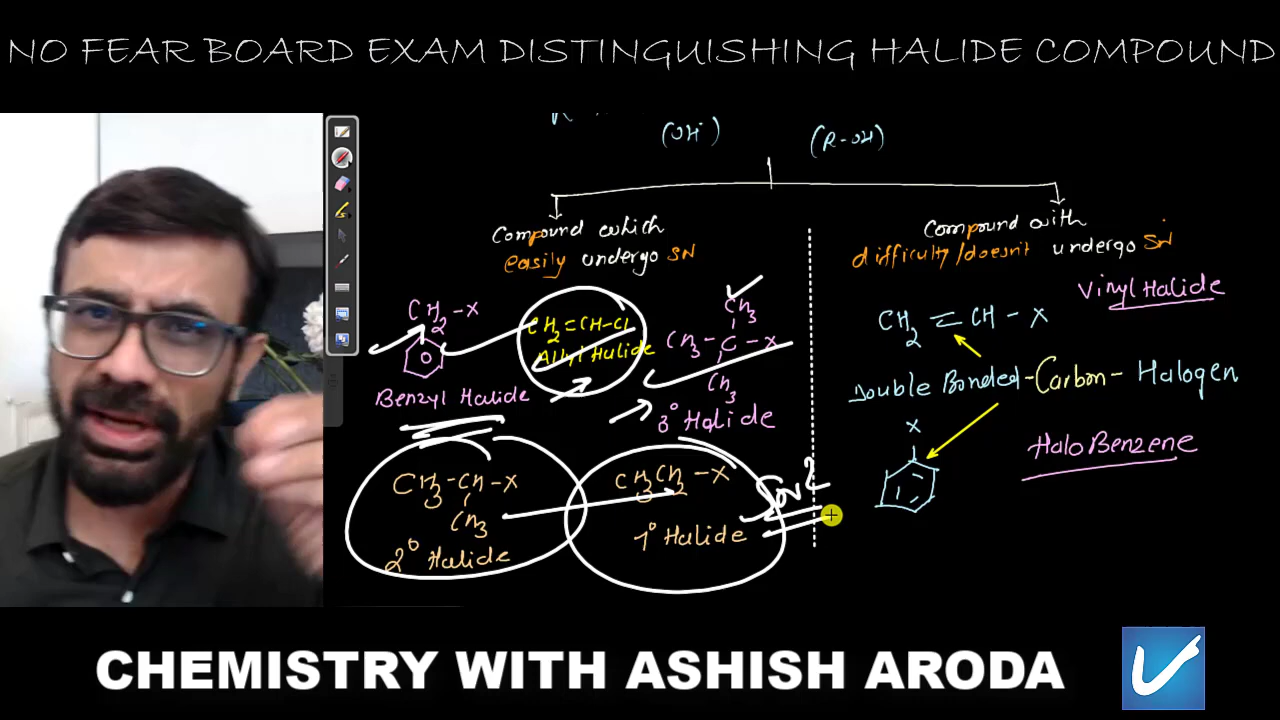 NO FEAR BOARD EXAM DISTINGUISHING HALIDE COMPOUND
(OH⁻)
(R-OH)
Compound which
easily undergo SN
Compound with
difficulty/doesn't undergo SN
Vinyl Halide
CH₂-X
CH₂=CH-Cl
Allyl Halide
CH₃
CH₃-C-X
CH₃
3° Halide
Benzyl Halide
CH₂=CH-X
Double Bonded-Carbon-Halogen
X
Halo Benzene
CH₃-CH-X
CH₃
2° Halide
CH₃CH₂-X
1° Halide
SN²
CHEMISTRY WITH ASHISH ARODA